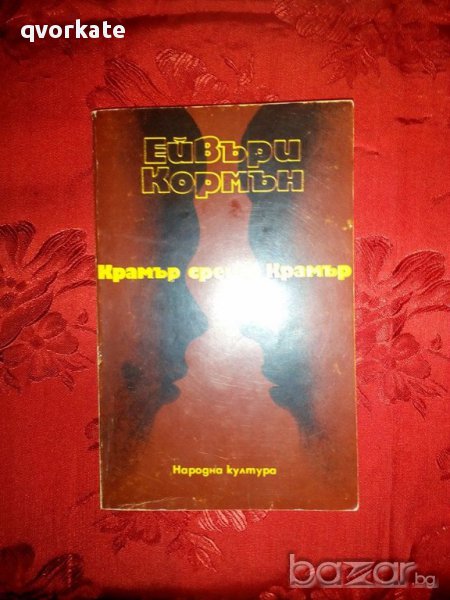 qvorkate
Ейвъри
Кормън
Крамър срещу Крамър
Народна култура
bazar.bg